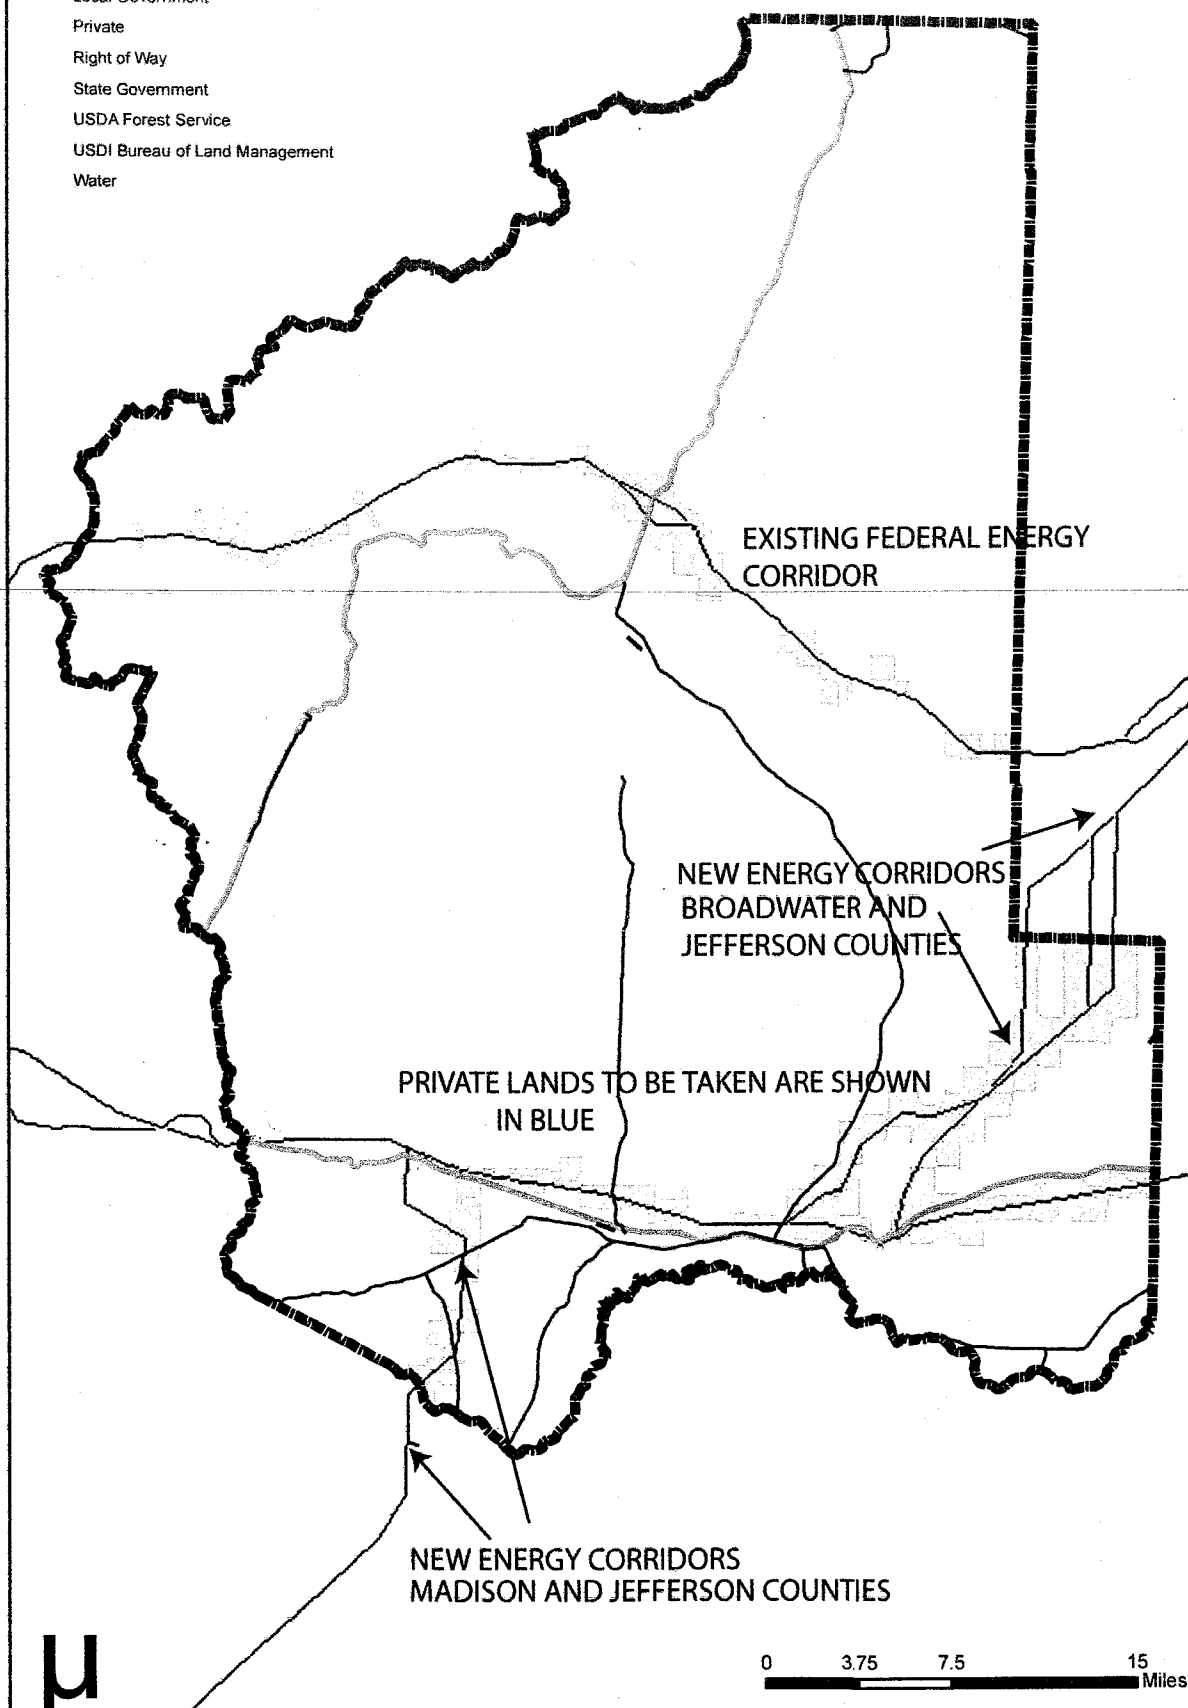 Local Government
Private
Right of Way
State Government
USDA Forest Service
USDI Bureau of Land Management
Water
EXISTING FEDERAL ENERGY
CORRIDOR
NEW ENERGY CORRIDORS
BROADWATER AND
JEFFERSON COUNTIES
PRIVATE LANDS TO BE TAKEN ARE SHOWN
IN BLUE
NEW ENERGY CORRIDORS
MADISON AND JEFFERSON COUNTIES
µ
0 3.75 7.5 15
Miles